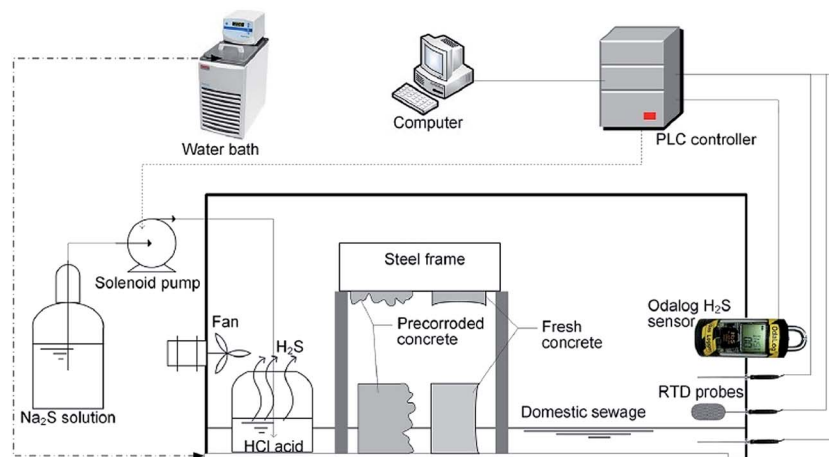 Water bath
Computer
PLC controller
Solenoid pump
Steel frame
Odalog H₂S
sensor
Fan
H₂S
Precorroded
concrete
Fresh
concrete
RTD probes
Na₂S solution
HCl acid
Domestic sewage
OdaLog